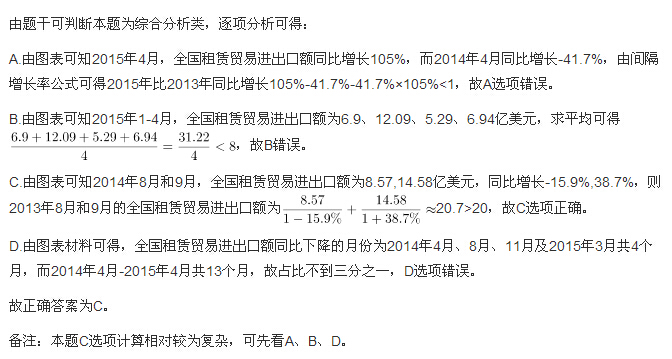 由题干可判断本题为综合分析类，逐项分析可得：
A.由图表可知2015年4月，全国租赁贸易进出口额同比增长105%，而2014年4月同比增长-41.7%，由间隔
增长率公式可得2015年比2013年同比增长105%-41.7%-41.7%×105%<1，故A选项错误。
B.由图表可知2015年1-4月，全国租赁贸易进出口额为6.9、12.09、5.29、6.94亿美元，求平均可得
(6.9+12.09+5.29+6.94)/4=31.22/4<8，故B错误。
C.由图表可知2014年8月和9月，全国租赁贸易进出口额为8.57,14.58亿美元，同比增长-15.9%,38.7%，则
2013年8月和9月的全国租赁贸易进出口额为8.57/(1-15.9%)+14.58/(1+38.7%)≈20.7>20，故C选项正确。
D.由图表材料可得，全国租赁贸易进出口额同比下降的月份为2014年4月、8月、11月及2015年3月共4个
月，而2014年4月-2015年4月共13个月，故占比不到三分之一，D选项错误。
故正确答案为C。
备注：本题C选项计算相对较为复杂，可先看A、B、D。